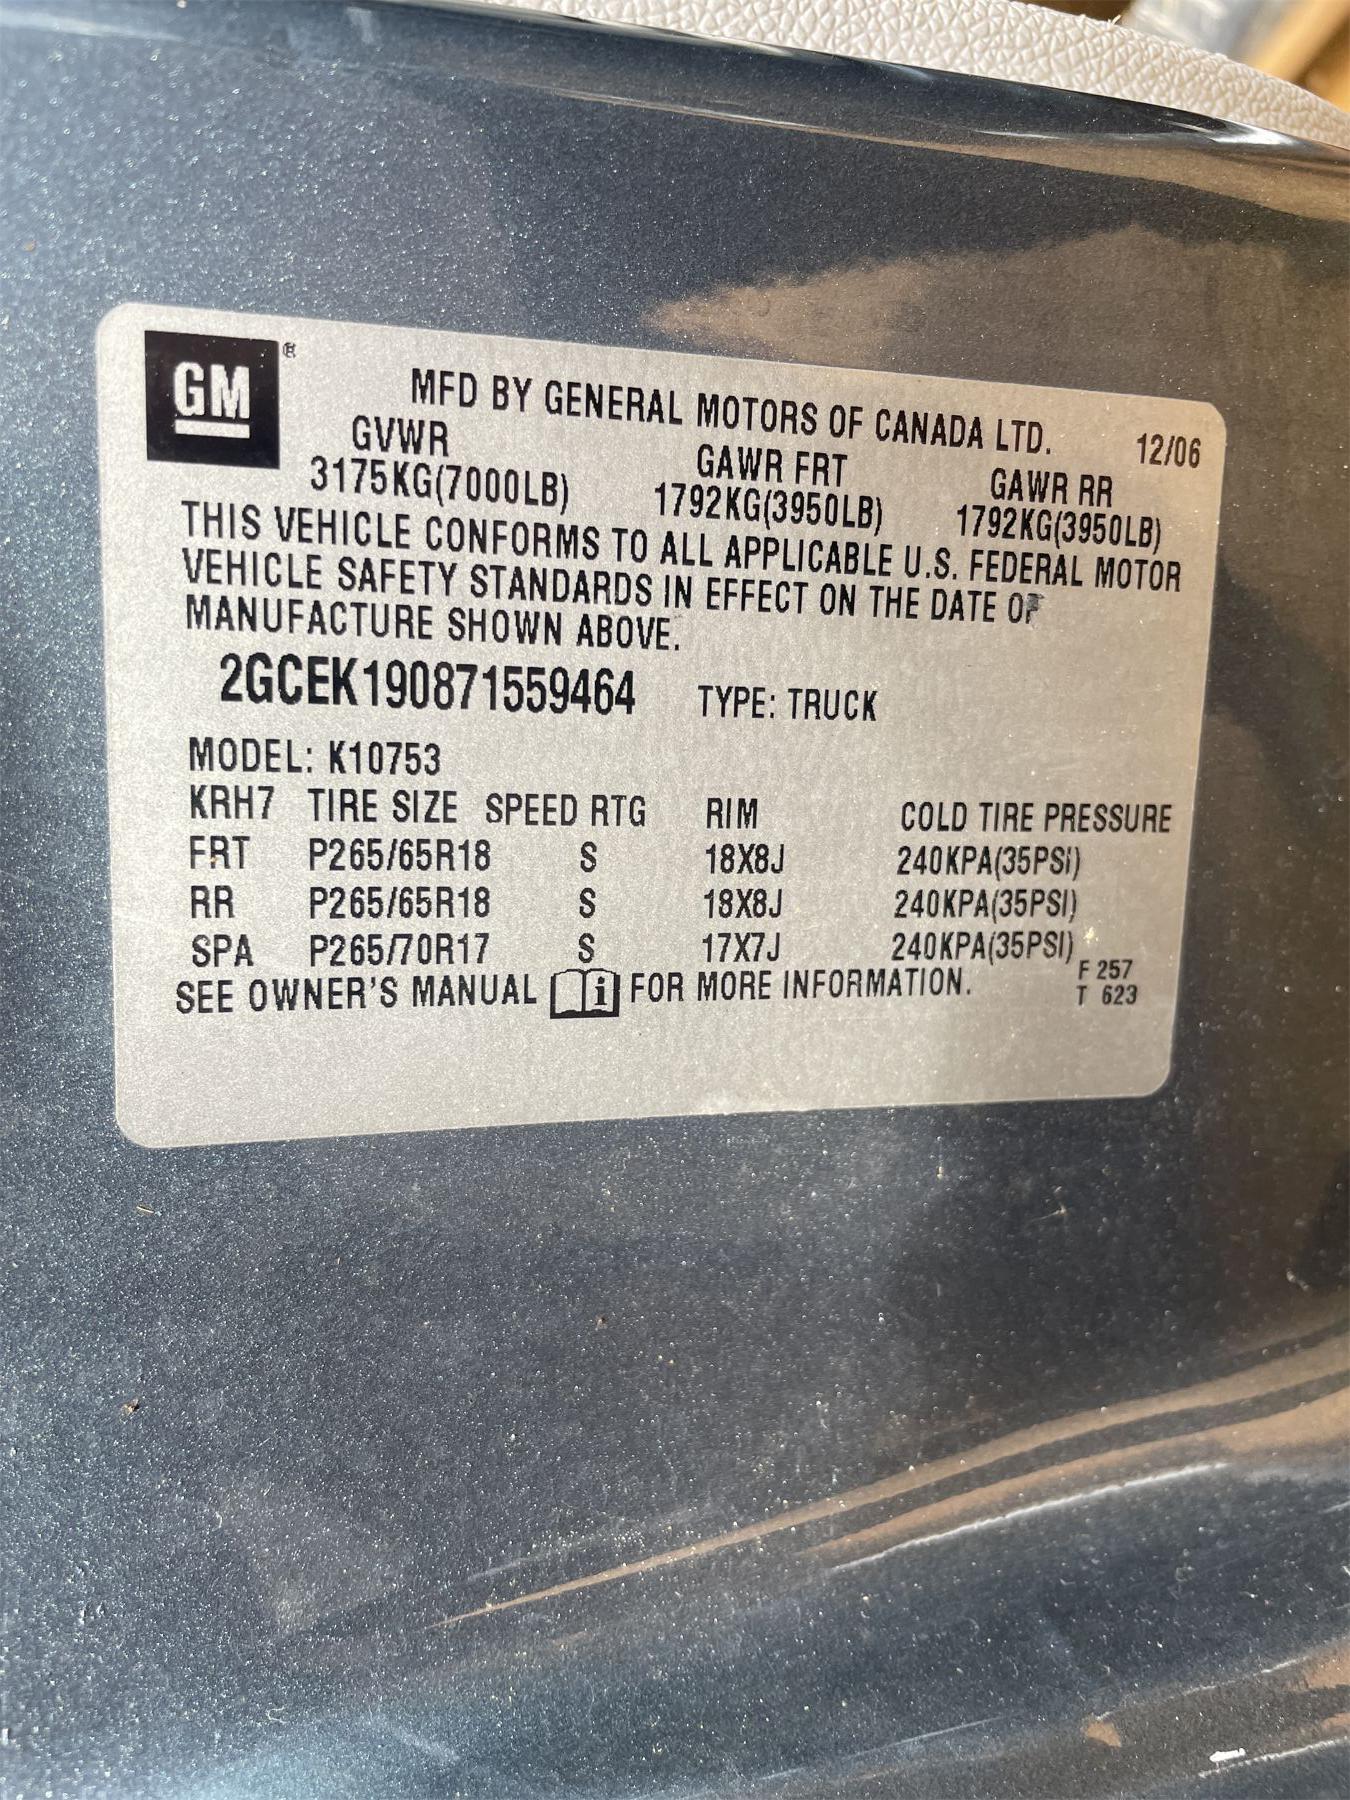 GM ®
MFD BY GENERAL MOTORS OF CANADA LTD. 12/06
GVWR GAWR FRT GAWR RR
3175KG(7000LB) 1792KG(3950LB) 1792KG(3950LB)
THIS VEHICLE CONFORMS TO ALL APPLICABLE U.S. FEDERAL MOTOR
VEHICLE SAFETY STANDARDS IN EFFECT ON THE DATE OF
MANUFACTURE SHOWN ABOVE.
2GCEK190871559464 TYPE: TRUCK
MODEL: K10753
KRH7 TIRE SIZE SPEED RTG RIM COLD TIRE PRESSURE
FRT P265/65R18 S 18X8J 240KPA(35PSI)
RR P265/65R18 S 18X8J 240KPA(35PSI)
SPA P265/70R17 S 17X7J 240KPA(35PSI)
SEE OWNER'S MANUAL i FOR MORE INFORMATION. F 257
T 623